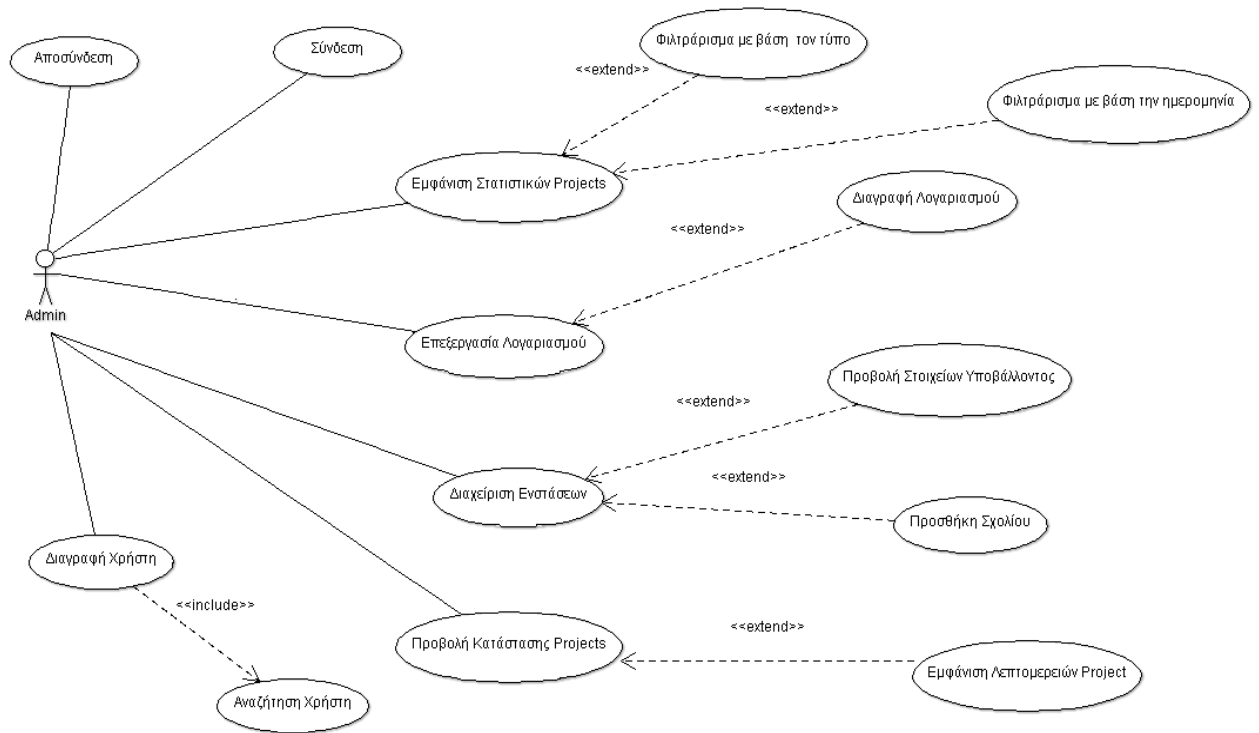 Φιλτράρισμα με βάση τον τύπο
Σύνδεση
Αποσύνδεση
<<extend>>
Φιλτράρισμα με βάση την ημερομηνία
<<extend>>
Εμφάνιση Στατιστικών Projects
Διαγραφή Λογαριασμού
<<extend>>
Admin
Επεξεργασία Λογαριασμού
Προβολή Στοιχείων Υποβάλλοντος
<<extend>>
<<extend>>
Διαχείριση Ενστάσεων
Προσθήκη Σχολίου
Διαγραφή Χρήστη
<<include>>
<<extend>>
Προβολή Κατάστασης Projects
Εμφάνιση Λεπτομερειών Project
Αναζήτηση Χρήστη